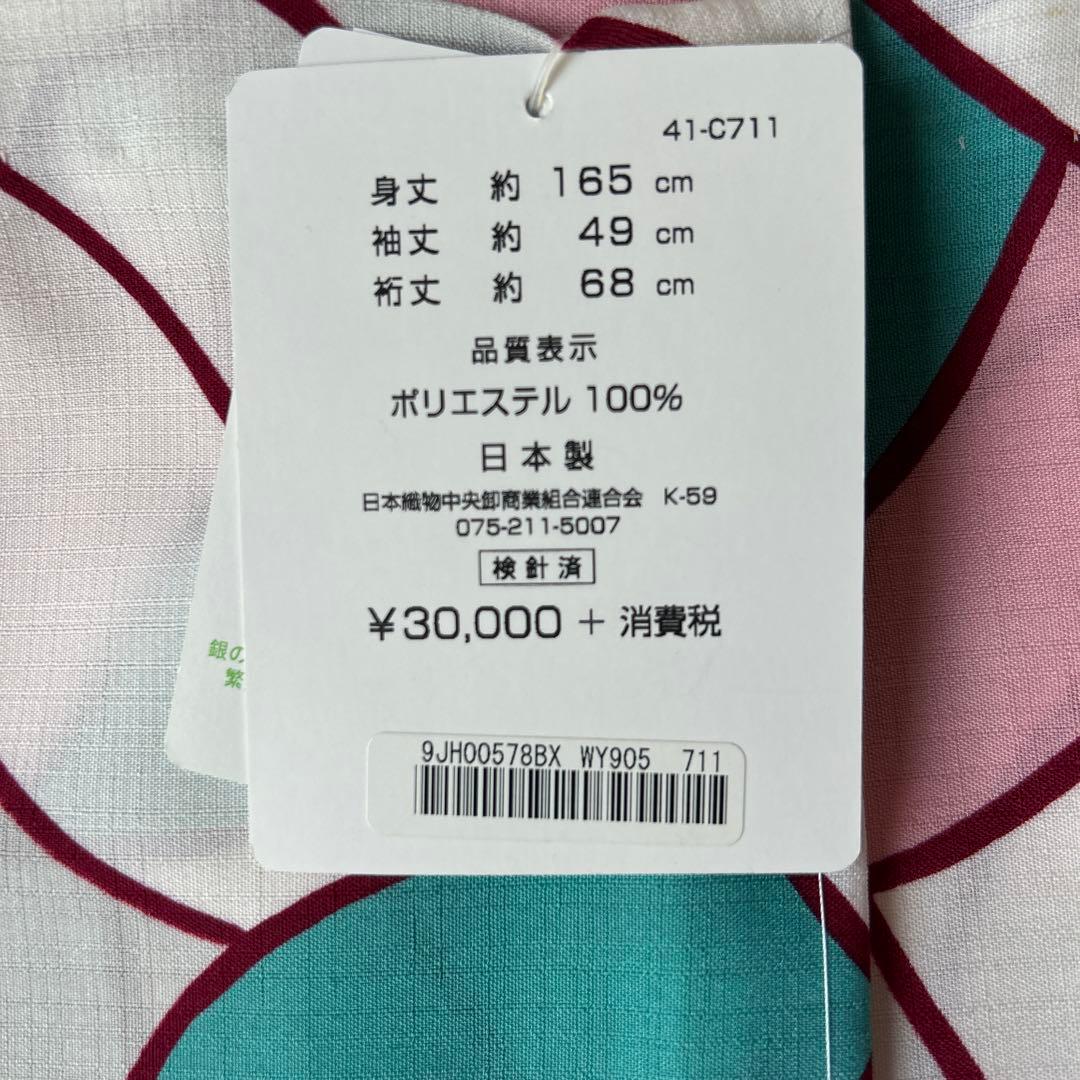 41-C711
身丈 約 165 cm
袖丈 約 49 cm
裄丈 約 68 cm
品質表示
ポリエステル 100%
日本製
日本織物中央卸商業組合連合会 K-59
075-211-5007
検針済
¥30,000 + 消費税
9JH00578BX WY905 711
銀の
繁